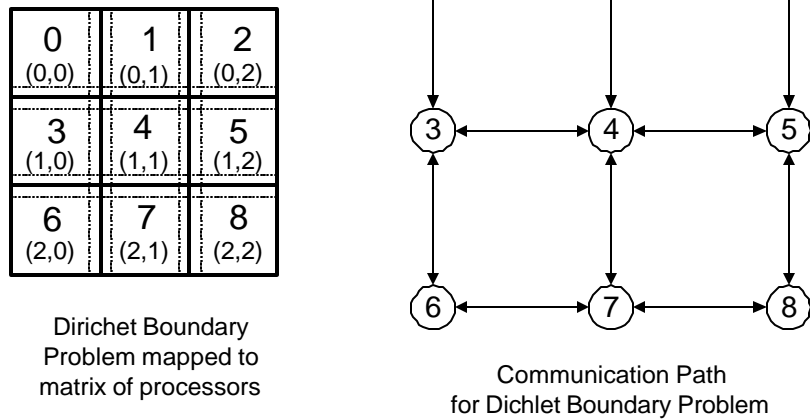 0 1 2
(0,0) (0,1) (0,2)
3 4 5
(1,0) (1,1) (1,2)
6 7 8
(2,0) (2,1) (2,2)
Dirichet Boundary
Problem mapped to
matrix of processors
3 4 5
6 7 8
Communication Path
for Dichlet Boundary Problem